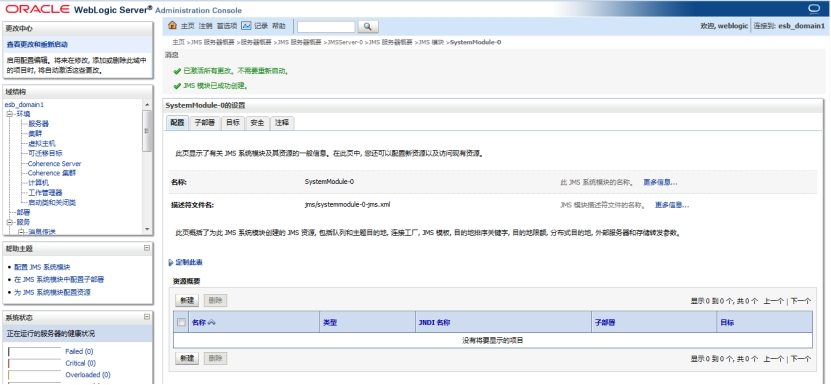 ORACLE WebLogic Server® Administration Console
更改中心
查看更改和重新启动
启用配置编辑。将来在修改, 添加或删除此域中的项目时, 将自动激活这些更改。
域结构
esb_domain1
环境
服务器
集群
虚拟主机
可迁移目标
Coherence Server
Coherence 集群
计算机
工作管理器
启动类和关闭类
部署
服务
消息传送
帮助主题
配置 JMS 系统模块
在 JMS 系统模块中配置子部署
为 JMS 系统模块配置资源
系统状态
正在运行的服务器的健康状况
Failed (0)
Critical (0)
Overloaded (0)
主页 注销 首选项 记录 帮助
欢迎, weblogic 连接到: esb_domain1
主页 >JMS 服务器概要 >服务器概要 >JMS 服务器概要 >JMSServer-0 >JMS 服务器概要 >JMS 模块 >SystemModule-0
消息
已激活所有更改。不需要重新启动。
JMS 模块已成功创建。
SystemModule-0的设置
配置 子部署 目标 安全 注释
此页显示了有关 JMS 系统模块及其资源的一般信息。在此页中, 您还可以配置新资源以及访问现有资源。
名称: SystemModule-0 此 JMS 系统模块的名称。 更多信息...
描述符文件名: jms/systemmodule-0-jms.xml JMS 模块描述符文件的名称。 更多信息...
此页概括了为此 JMS 系统模块创建的 JMS 资源, 包括队列和主题目的地, 连接工厂, JMS 模板, 目的地排序关键字, 目的地限额, 分布式目的地, 外部服务器和存储转发参数。
定制此表
资源概要
新建 删除 显示 0 到 0 个, 共 0 个 上一个 | 下一个
名称 类型 JNDI 名称 子部署 目标
没有将要显示的项目
新建 删除 显示 0 到 0 个, 共 0 个 上一个 | 下一个